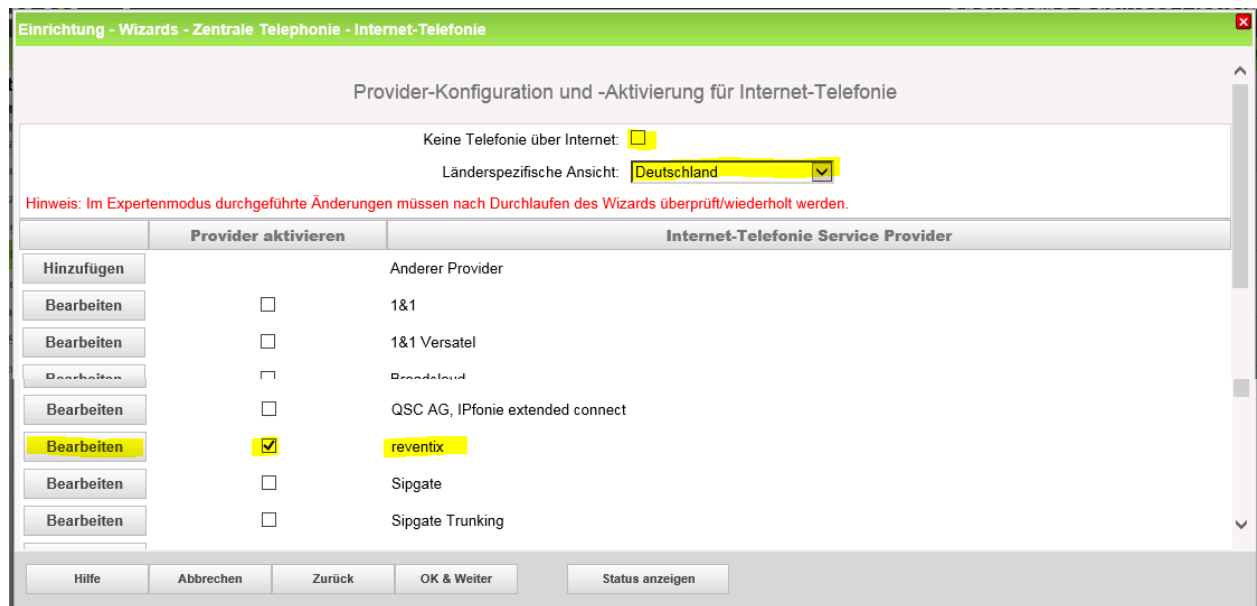 Einrichtung - Wizards - Zentrale Telephonie - Internet-Telefonie
Provider-Konfiguration und -Aktivierung für Internet-Telefonie
Keine Telefonie über Internet:
Länderspezifische Ansicht: Deutschland
Hinweis: Im Expertenmodus durchgeführte Änderungen müssen nach Durchlaufen des Wizards überprüft/wiederholt werden.
Provider aktivieren Internet-Telefonie Service Provider
Hinzufügen Anderer Provider
Bearbeiten 1&1
Bearbeiten 1&1 Versatel
Bearbeiten
Bearbeiten QSC AG, IPfonie extended connect
Bearbeiten reventix
Bearbeiten Sipgate
Bearbeiten Sipgate Trunking
Hilfe Abbrechen Zurück OK & Weiter Status anzeigen